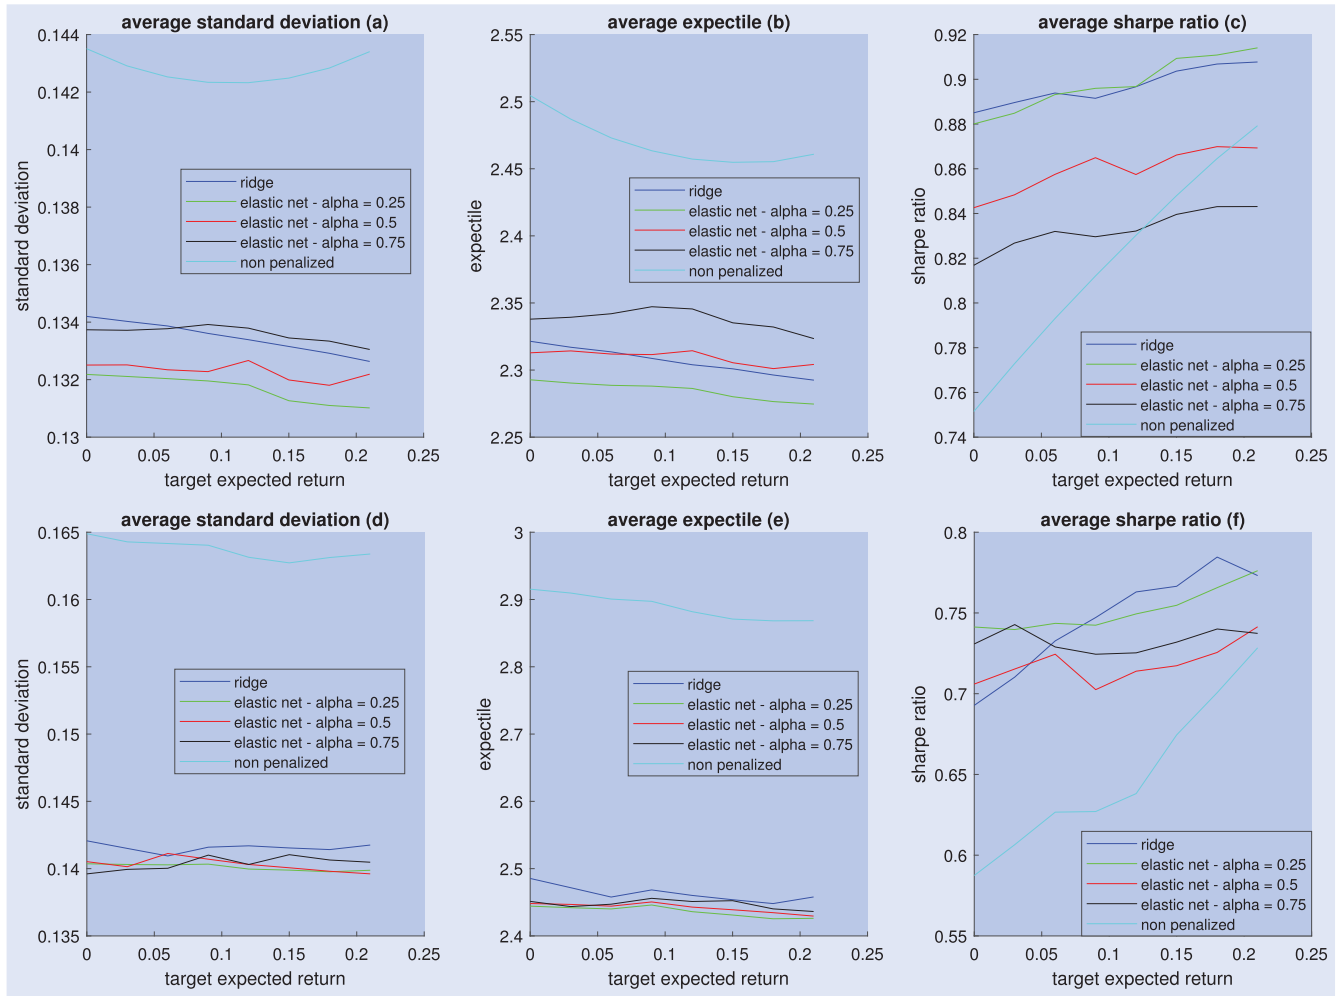 average standard deviation (a)
0.144
0.142
0.14
0.138
0.136
0.134
0.132
0.13
standard deviation
ridge
elastic net - alpha = 0.25
elastic net - alpha = 0.5
elastic net - alpha = 0.75
non penalized
0 0.05 0.1 0.15 0.2 0.25
target expected return
average expectile (b)
2.55
2.5
2.45
2.4
2.35
2.3
2.25
expectile
ridge
elastic net - alpha = 0.25
elastic net - alpha = 0.5
elastic net - alpha = 0.75
non penalized
0 0.05 0.1 0.15 0.2 0.25
target expected return
average sharpe ratio (c)
0.92
0.9
0.88
0.86
0.84
0.82
0.8
0.78
0.76
0.74
sharpe ratio
ridge
elastic net - alpha = 0.25
elastic net - alpha = 0.5
elastic net - alpha = 0.75
non penalized
0 0.05 0.1 0.15 0.2 0.25
target expected return
average standard deviation (d)
0.165
0.16
0.155
0.15
0.145
0.14
0.135
standard deviation
ridge
elastic net - alpha = 0.25
elastic net - alpha = 0.5
elastic net - alpha = 0.75
non penalized
0 0.05 0.1 0.15 0.2 0.25
target expected return
average expectile (e)
3
2.9
2.8
2.7
2.6
2.5
2.4
expectile
ridge
elastic net - alpha = 0.25
elastic net - alpha = 0.5
elastic net - alpha = 0.75
non penalized
0 0.05 0.1 0.15 0.2 0.25
target expected return
average sharpe ratio (f)
0.8
0.75
0.7
0.65
0.6
0.55
sharpe ratio
ridge
elastic net - alpha = 0.25
elastic net - alpha = 0.5
elastic net - alpha = 0.75
non penalized
0 0.05 0.1 0.15 0.2 0.25
target expected return